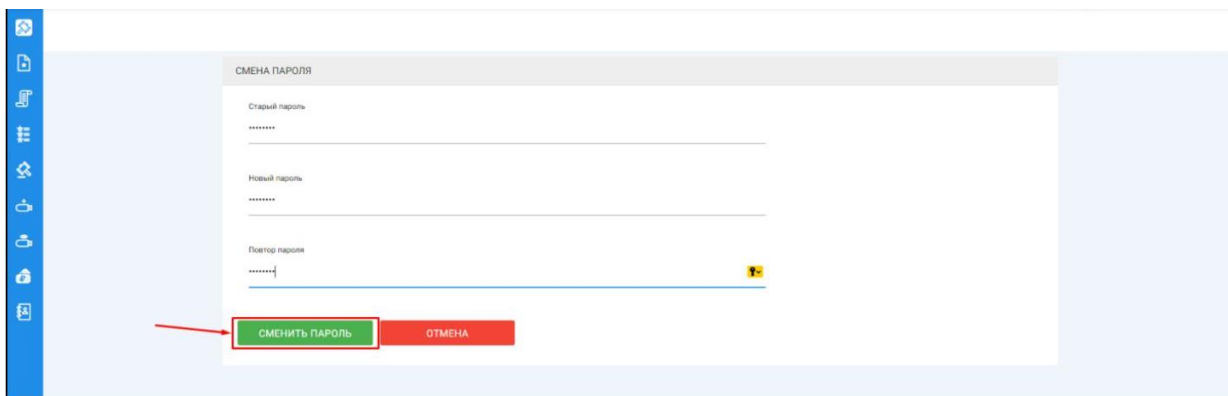 СМЕНА ПАРОЛЯ
Старый пароль
••••••••
Новый пароль
••••••••
Повтор пароля
••••••••
СМЕНИТЬ ПАРОЛЬ ОТМЕНА